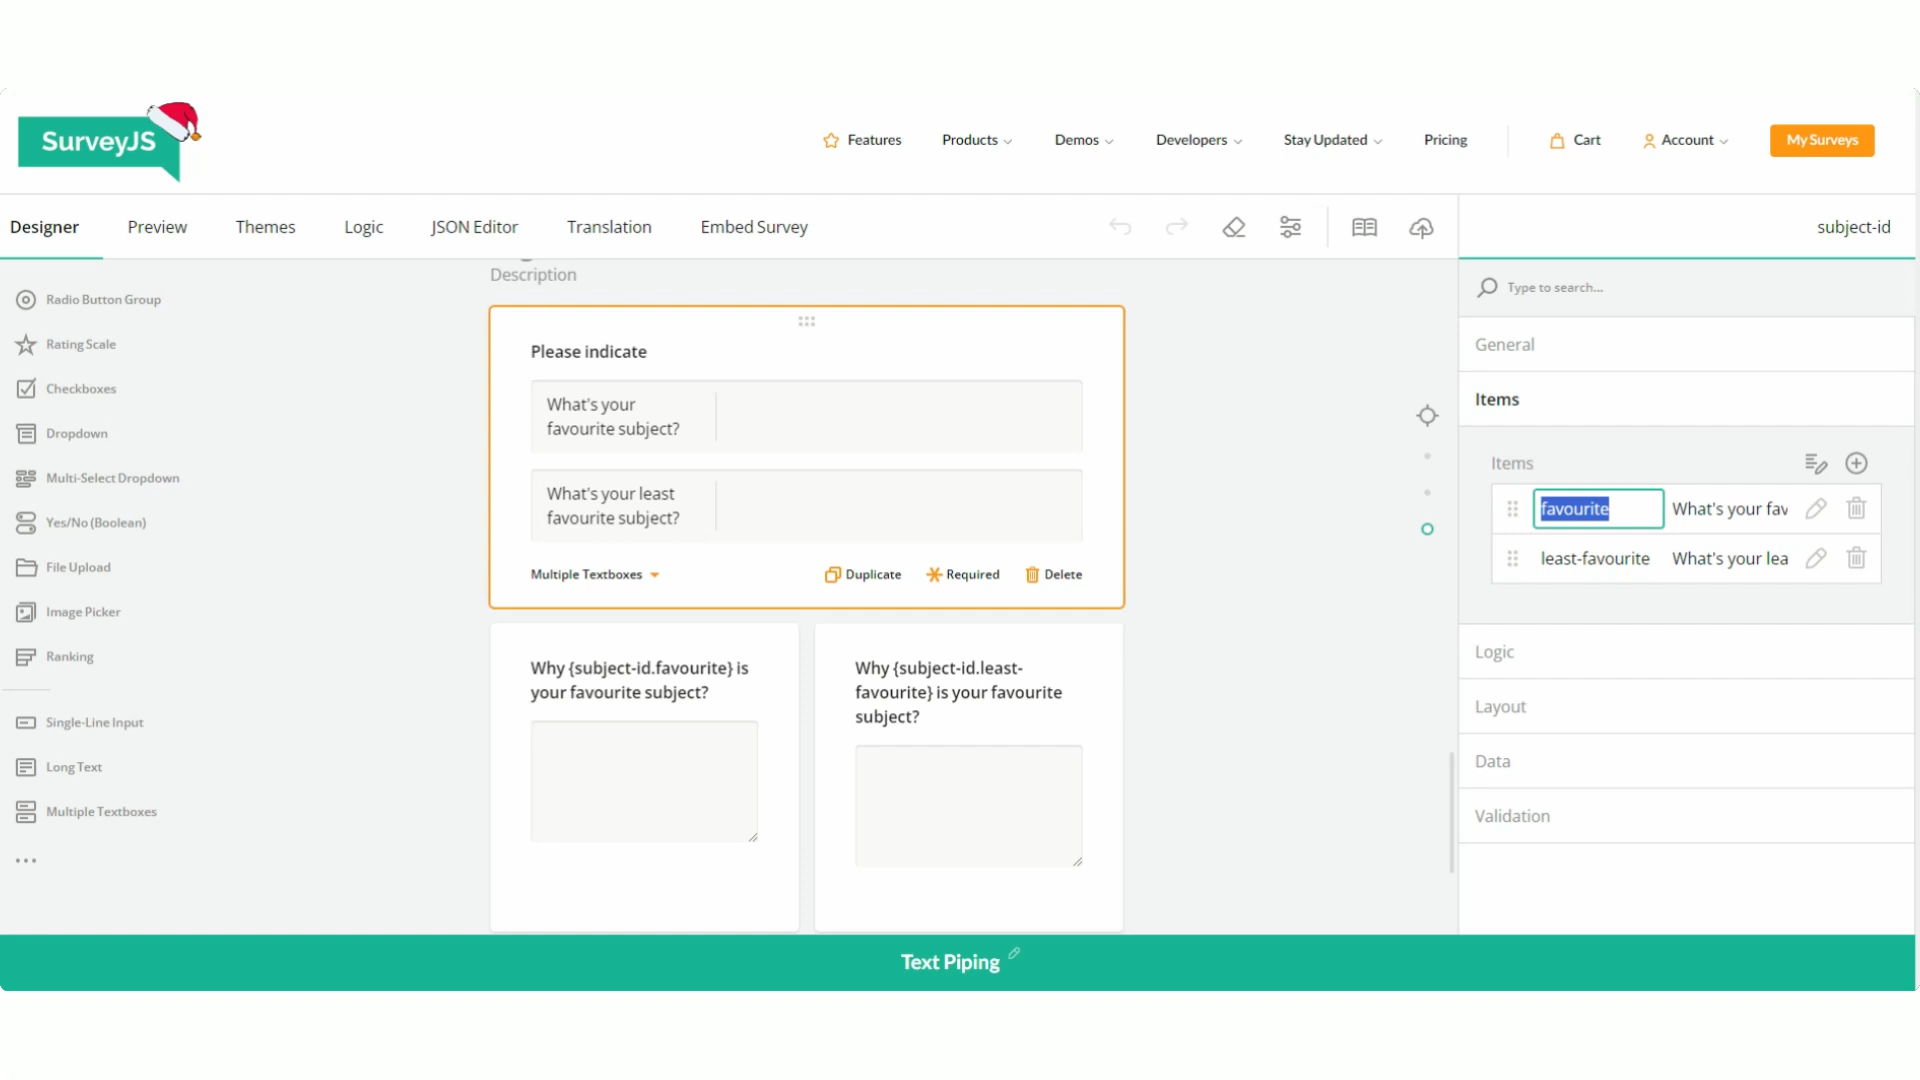 SurveyJS
Features
Products
Demos
Developers
Stay Updated
Pricing
Cart
Account
My Surveys
Designer
Preview
Themes
Logic
JSON Editor
Translation
Embed Survey
subject-id
Radio Button Group
Rating Scale
Checkboxes
Dropdown
Multi-Select Dropdown
Yes/No (Boolean)
File Upload
Image Picker
Ranking
Single-Line Input
Long Text
Multiple Textboxes
Description
Please indicate
What's your
favourite subject?
What's your least
favourite subject?
Multiple Textboxes
Duplicate
Required
Delete
Why {subject-id.favourite} is
your favourite subject?
Why {subject-id.least-
favourite} is your favourite
subject?
Type to search...
General
Items
Items
favourite
What's your fav
least-favourite
What's your lea
Logic
Layout
Data
Validation
Text Piping